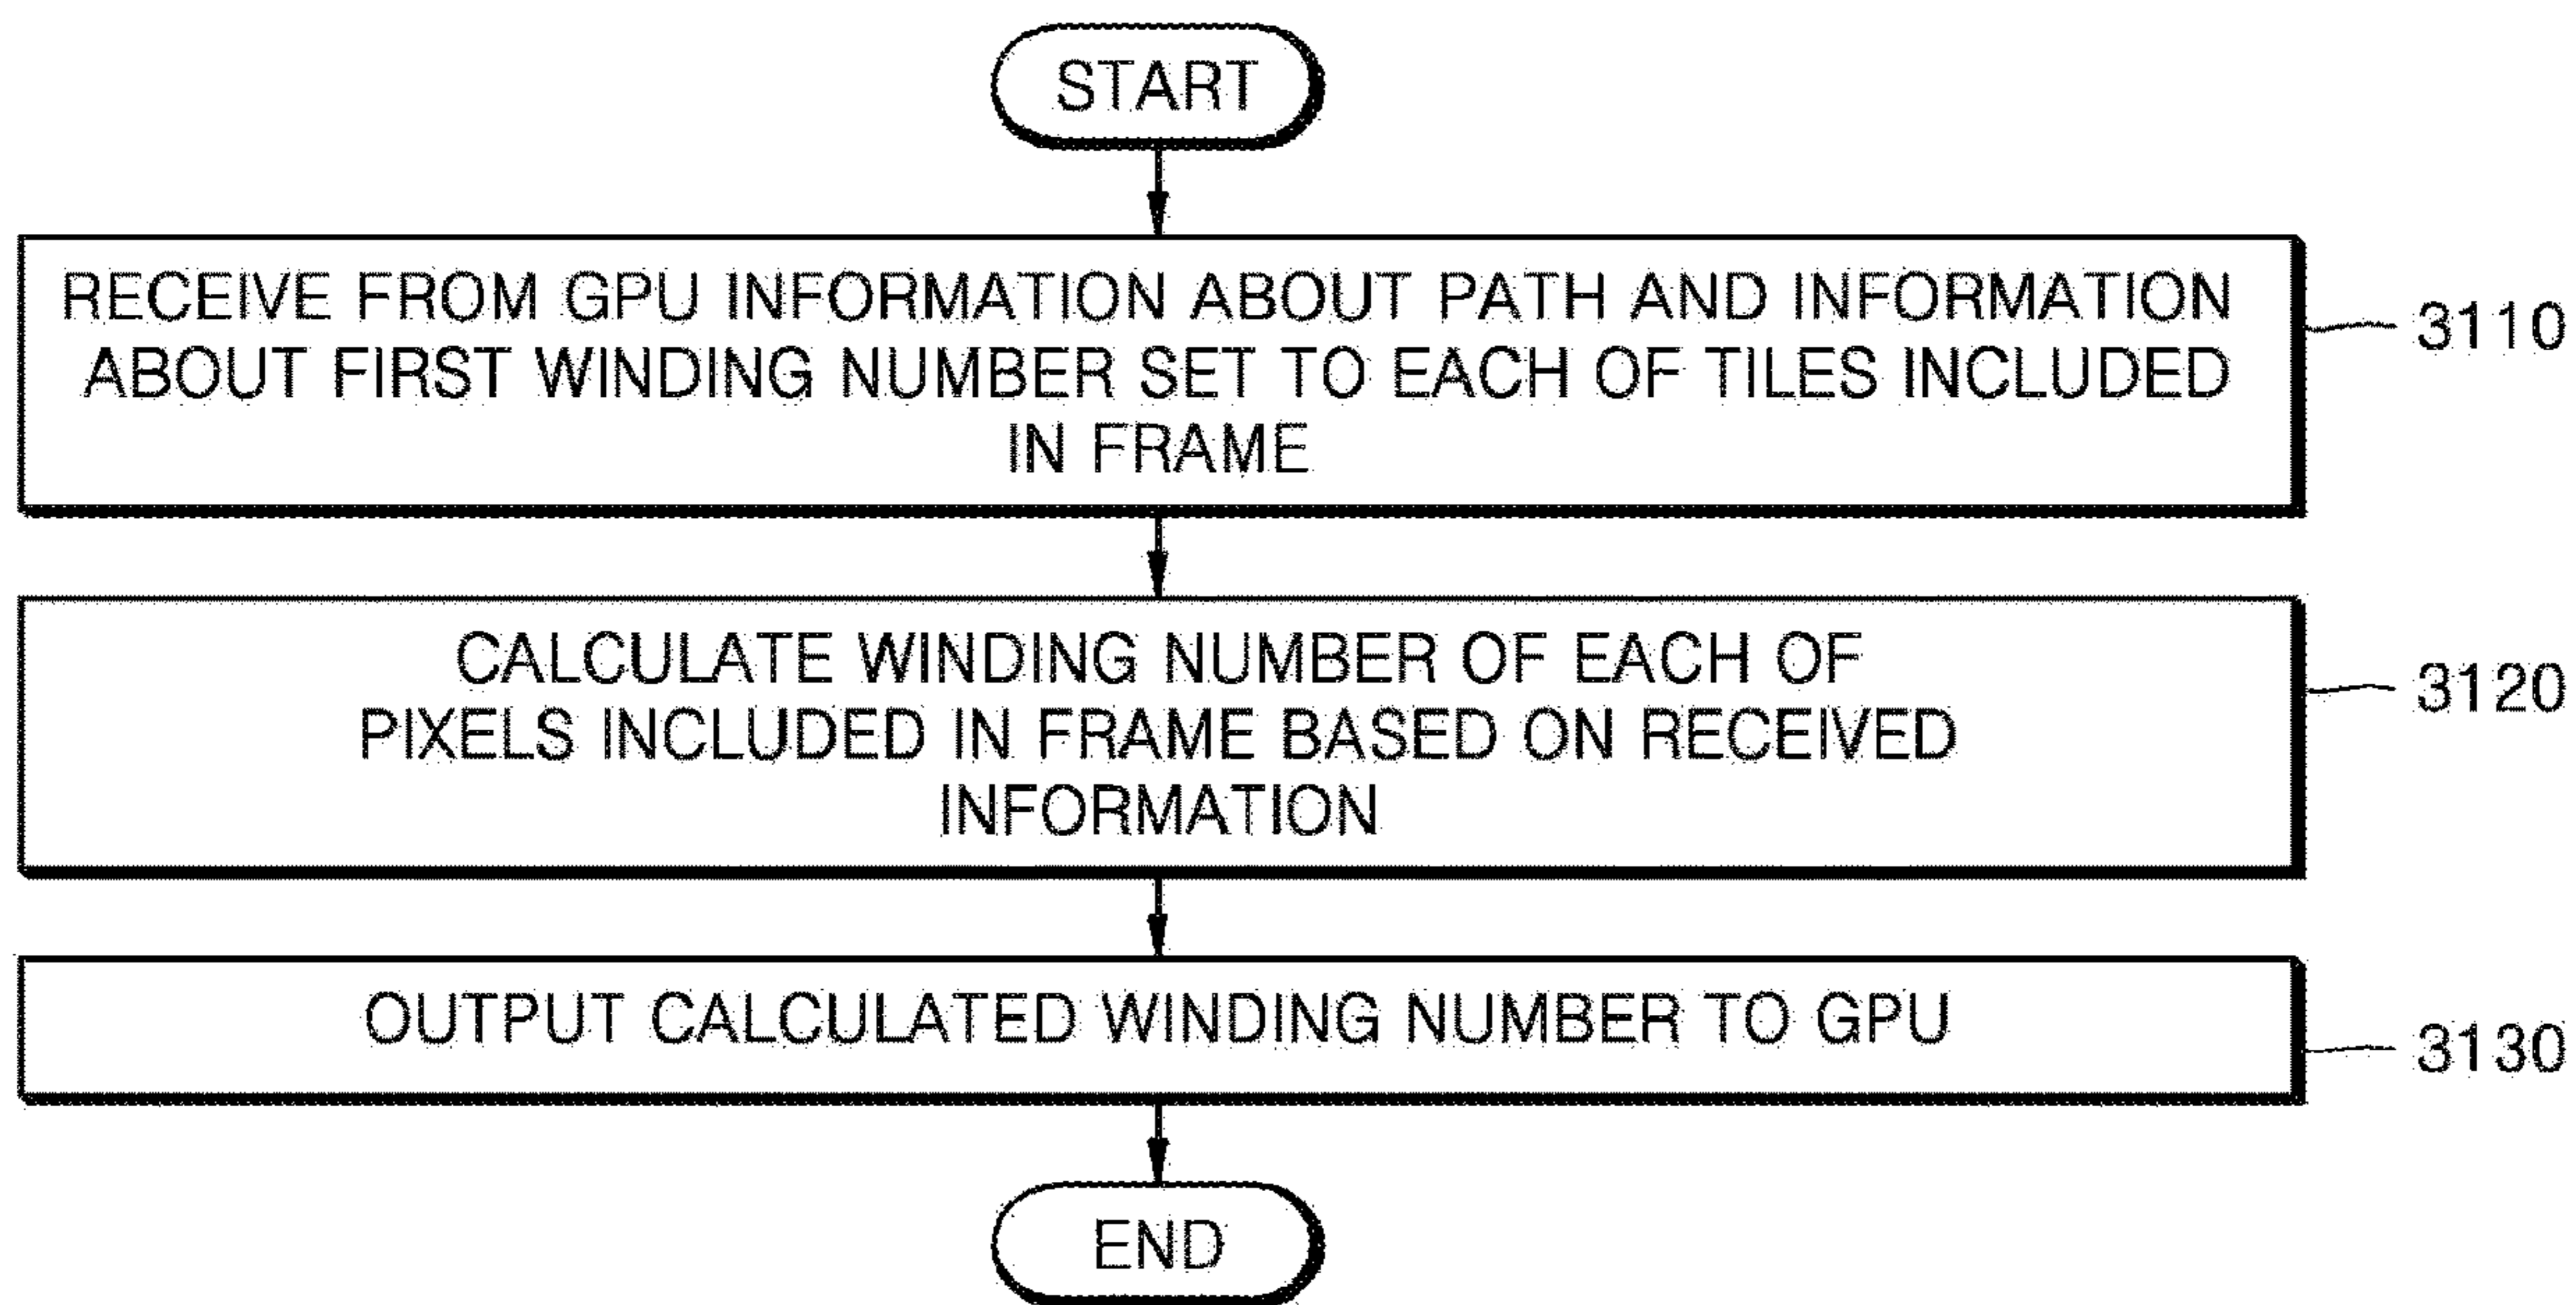 START
RECEIVE FROM GPU INFORMATION ABOUT PATH AND INFORMATION
ABOUT FIRST WINDING NUMBER SET TO EACH OF TILES INCLUDED
IN FRAME
3110
CALCULATE WINDING NUMBER OF EACH OF
PIXELS INCLUDED IN FRAME BASED ON RECEIVED
INFORMATION
3120
OUTPUT CALCULATED WINDING NUMBER TO GPU
3130
END